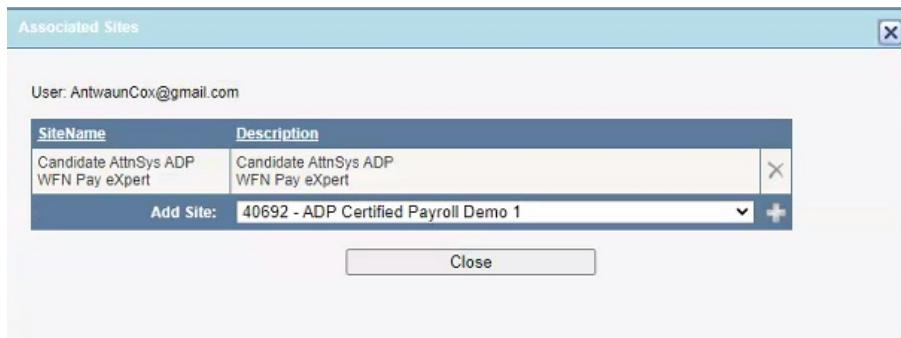 Associated Sites
User: AntwaunCox@gmail.com
SiteName Description
Candidate AttnSys ADP
WFN Pay eXpert
Candidate AttnSys ADP
WFN Pay eXpert
Add Site: 40692 - ADP Certified Payroll Demo 1
Close